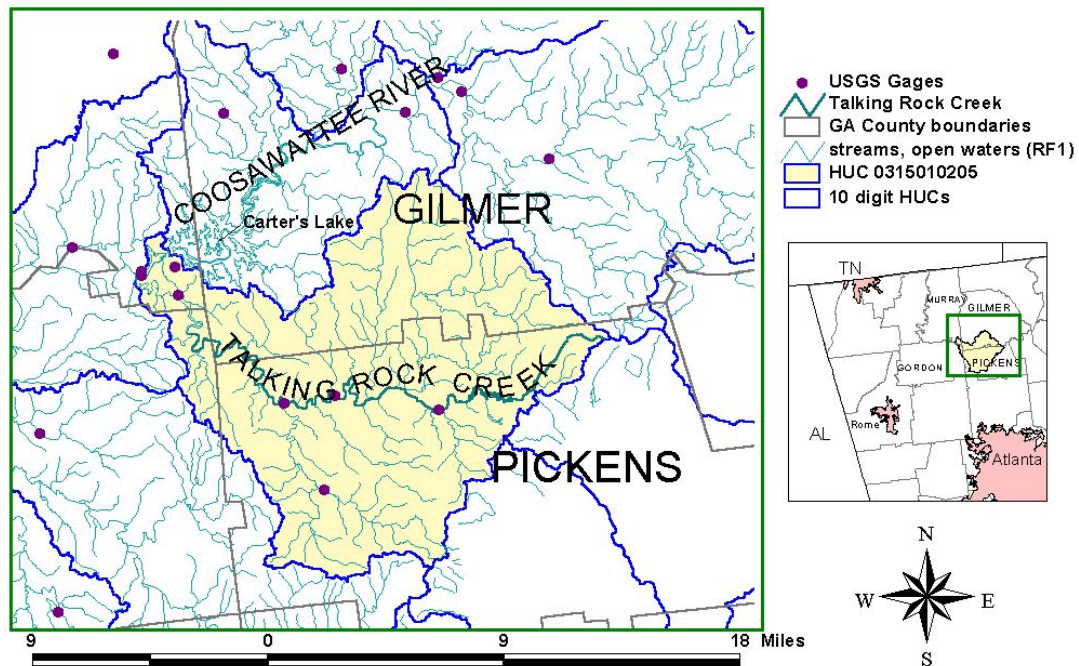 COOSAWATTEE RIVER
GILMER
Carter's Lake
TALKING ROCK CREEK
PICKENS
9 0 9 18 Miles
USGS Gages
Talking Rock Creek
GA County boundaries
streams, open waters (RF1)
HUC 0315010205
10 digit HUCs
TN
MURRAY
GILMER
GORDON
PICKENS
Rome
AL
Atlanta
N
W E
S